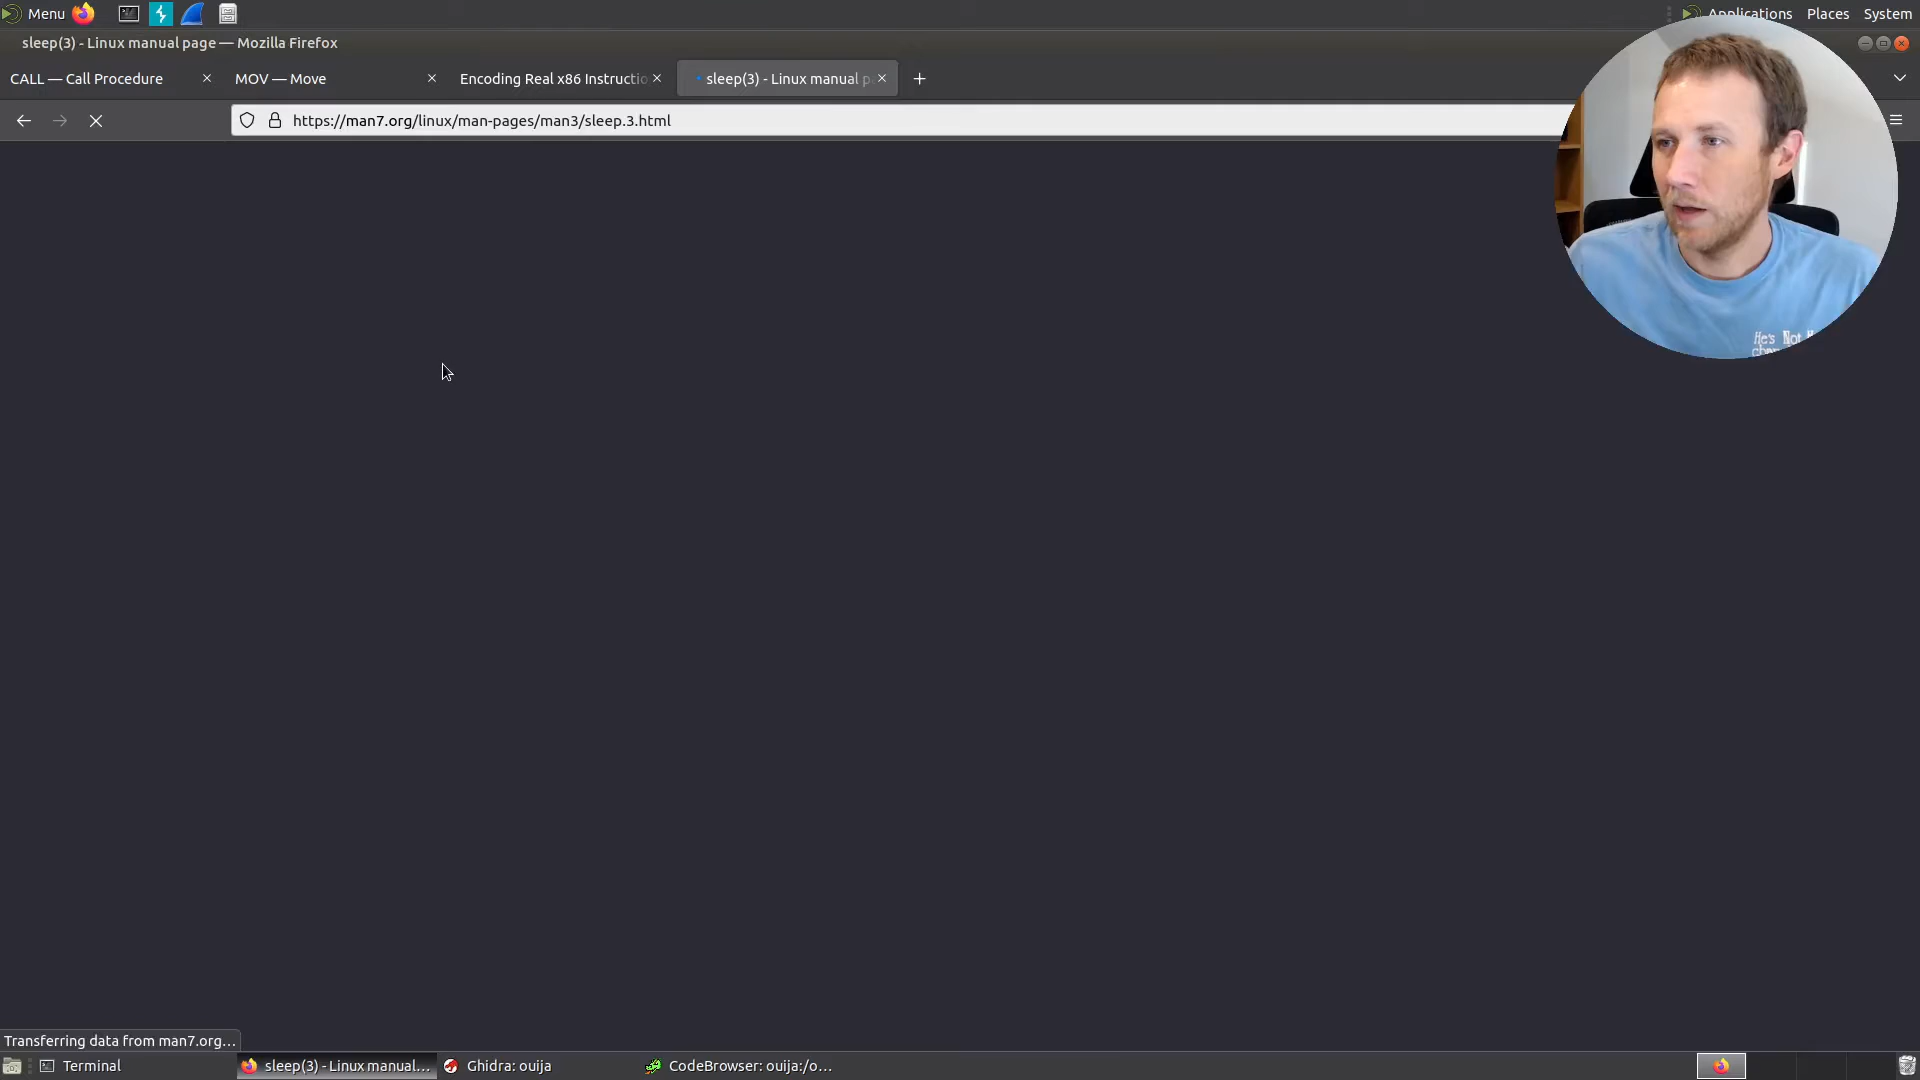 Menu
Applications Places System
sleep(3) - Linux manual page — Mozilla Firefox
CALL — Call Procedure
MOV — Move
Encoding Real x86 Instructio
sleep(3) - Linux manual p
https://man7.org/linux/man-pages/man3/sleep.3.html
He's Not
Transferring data from man7.org…
Terminal
sleep(3) - Linux manual…
Ghidra: ouija
CodeBrowser: ouija:/o…